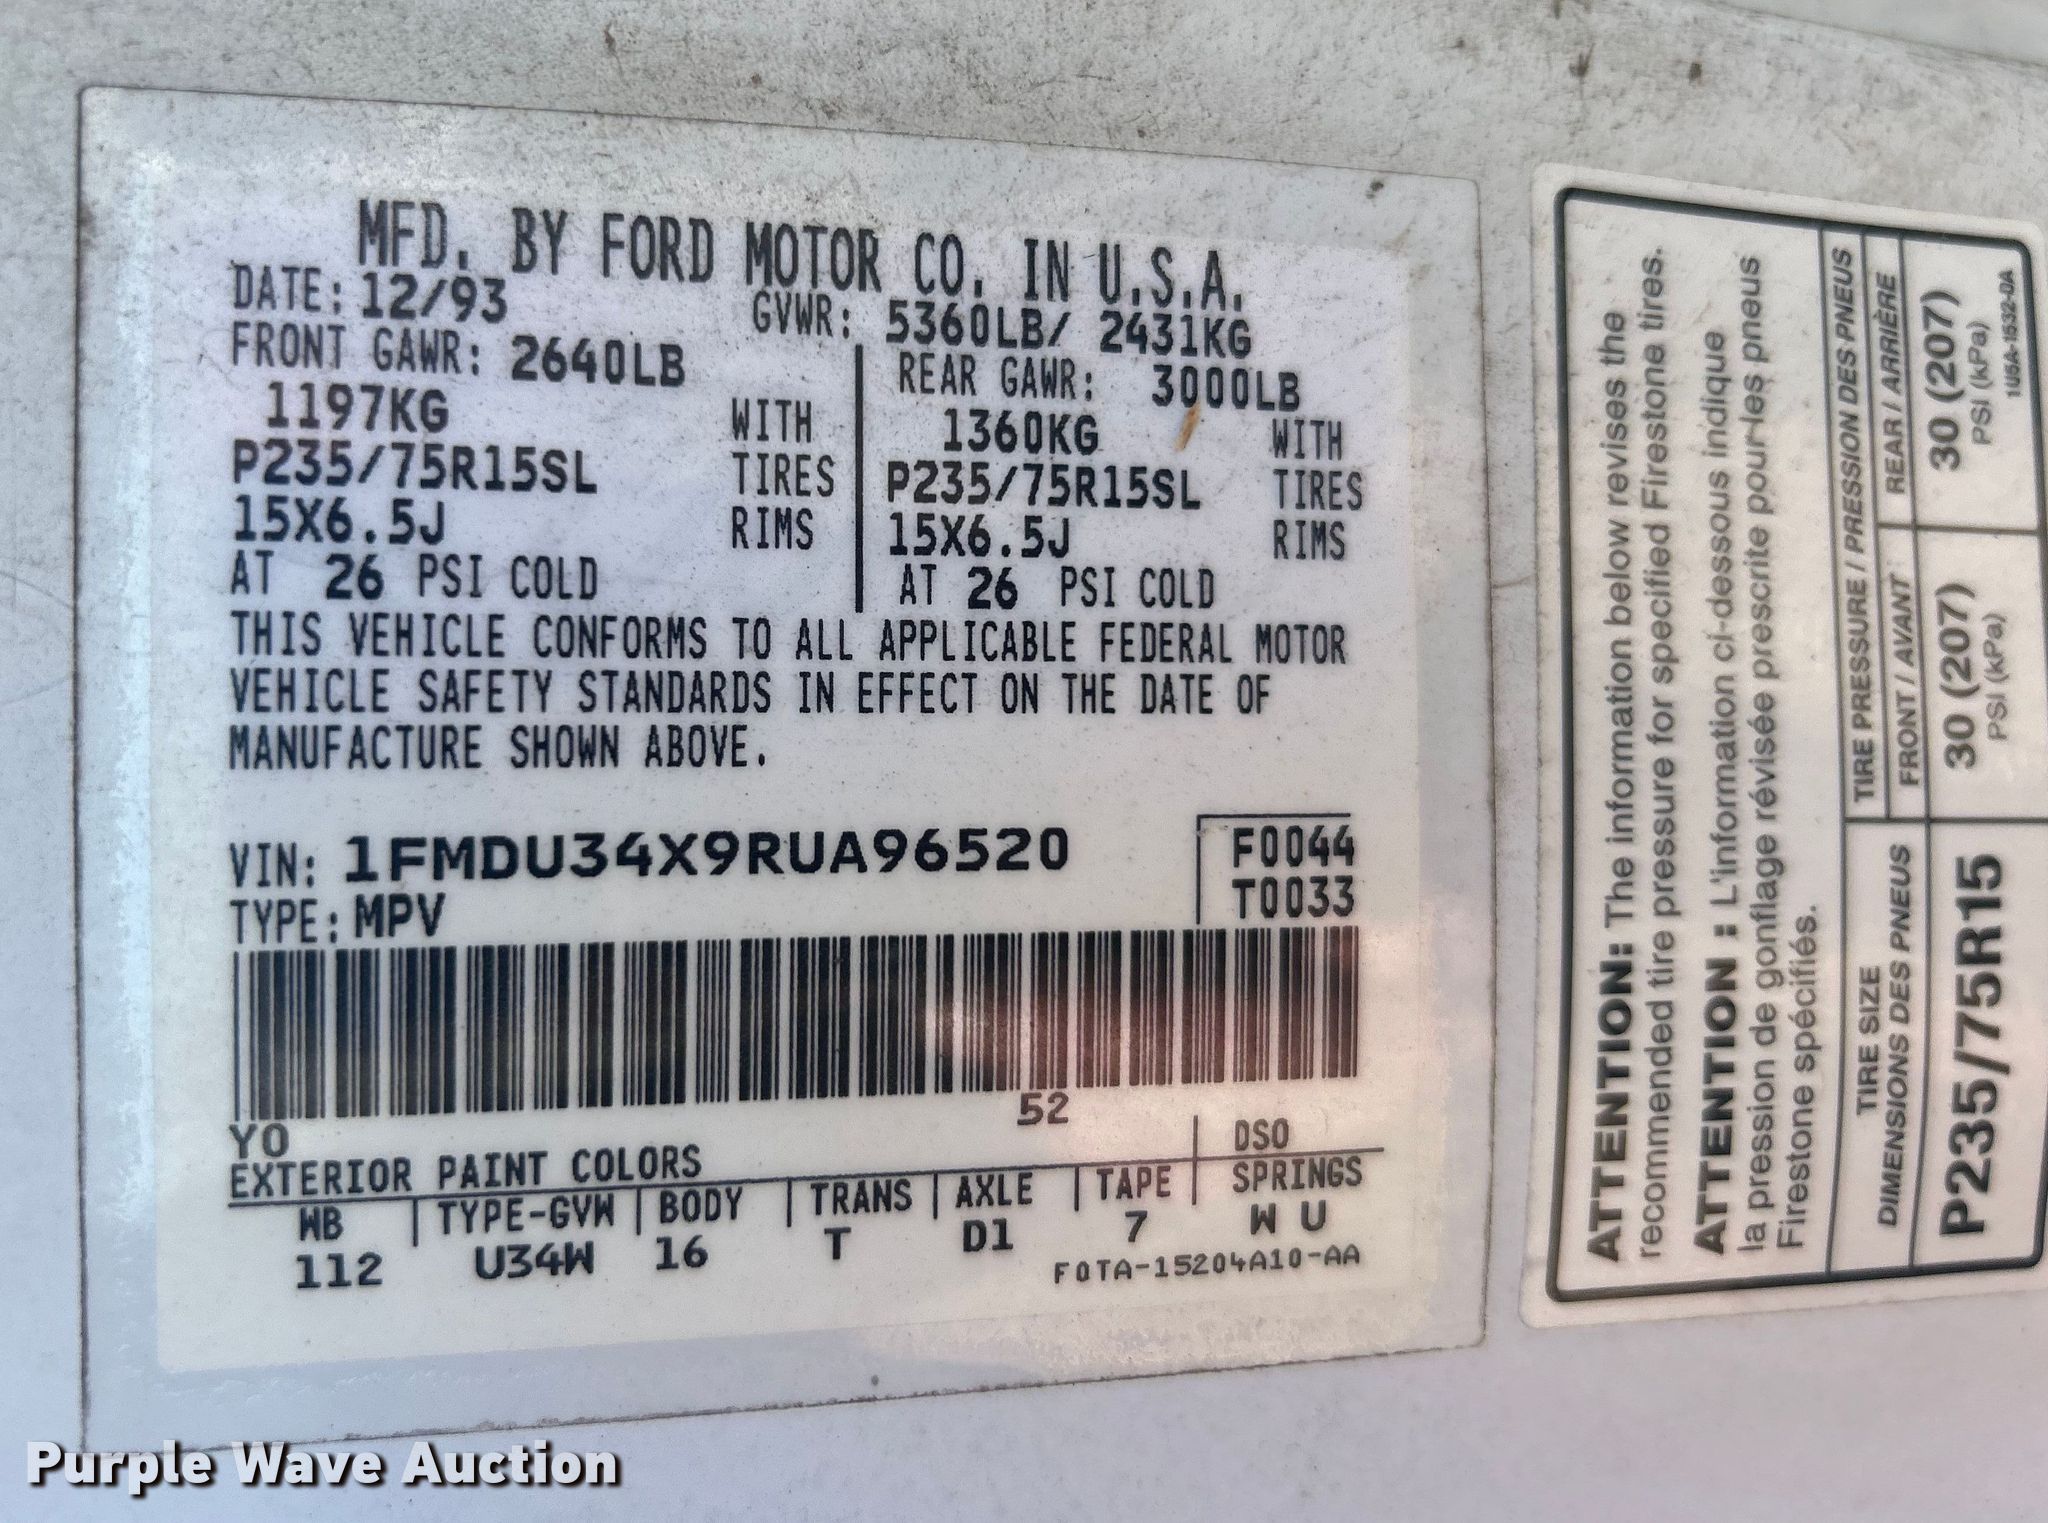 MFD. BY FORD MOTOR CO. IN U.S.A.
DATE: 12/93 GVWR: 5360LB/ 2431KG
FRONT GAWR: 2640LB REAR GAWR: 3000LB
1197KG WITH 1360KG WITH
P235/75R15SL TIRES P235/75R15SL TIRES
15X6.5J RIMS 15X6.5J RIMS
AT 26 PSI COLD AT 26 PSI COLD
THIS VEHICLE CONFORMS TO ALL APPLICABLE FEDERAL MOTOR
VEHICLE SAFETY STANDARDS IN EFFECT ON THE DATE OF
MANUFACTURE SHOWN ABOVE.
VIN: 1FMDU34X9RUA96520 F0044
TYPE: MPV T0033
52
YO DSO
EXTERIOR PAINT COLORS
WB TYPE-GVW BODY TRANS AXLE TAPE SPRINGS
112 U34W 16 T D1 7 W U
F0TA-15204A10-AA
ATTENTION: The information below revises the
recommended tire pressure for specified Firestone tires.
ATTENTION : L'information ci-dessous indique
la pression de gonflage révisée prescrite pour les pneus
Firestone spécifiés.
TIRE SIZE
DIMENSIONS DES PNEUS
TIRE PRESSURE / PRESSION DES PNEUS
FRONT / AVANT REAR / ARRIÈRE
P235/75R15 30 (207) 30 (207)
PSI (kPa) PSI (kPa)
1U5A-1532-DA
Purple Wave Auction